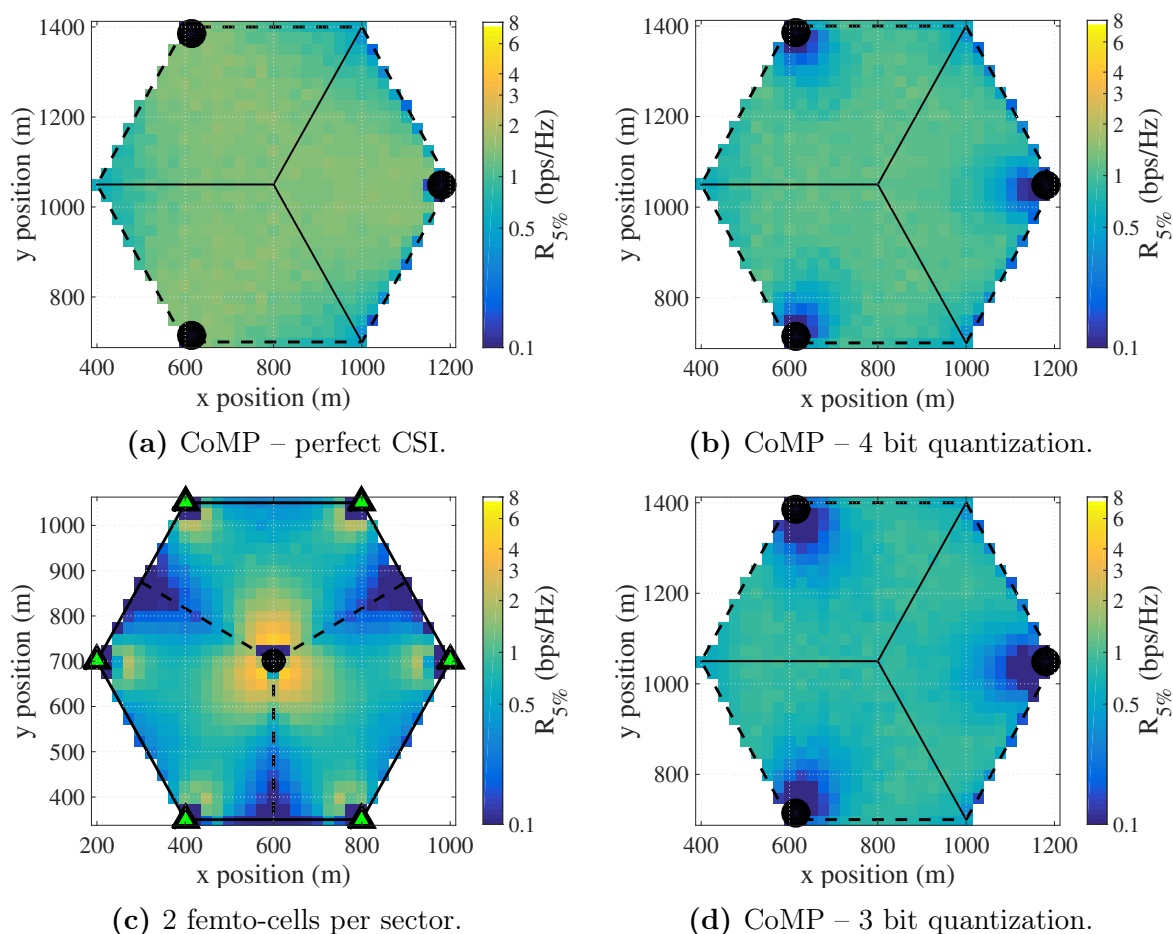 1400
1200
1000
800
y position (m)
400 600 800 1000 1200
x position (m)
8
4
3
2
1
0.5
0.1
R5% (bps/Hz)
(a) CoMP – perfect CSI.
1400
1200
1000
800
y position (m)
400 600 800 1000 1200
x position (m)
8
4
3
2
1
0.5
0.1
R5% (bps/Hz)
(b) CoMP – 4 bit quantization.
1000
900
800
700
600
500
400
y position (m)
200 400 600 800 1000
x position (m)
8
4
3
2
1
0.5
0.1
R5% (bps/Hz)
(c) 2 femto-cells per sector.
1400
1200
1000
800
y position (m)
400 600 800 1000 1200
x position (m)
8
4
3
2
1
0.5
0.1
R5% (bps/Hz)
(d) CoMP – 3 bit quantization.